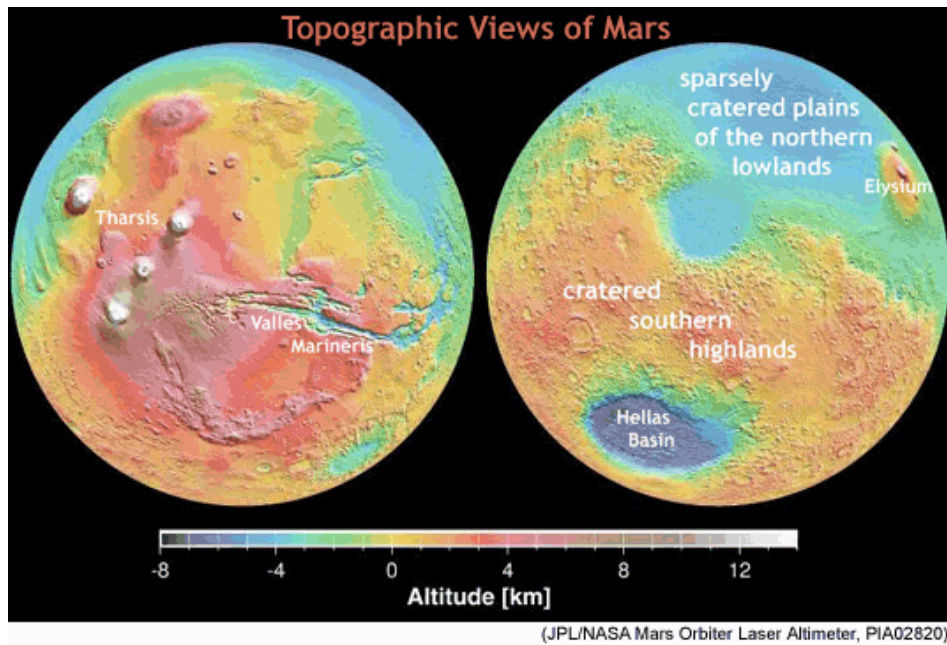 Topographic Views of Mars
Tharsis
Valles
Marineris
sparsely
cratered plains
of the northern
lowlands
Elysium
cratered
southern
highlands
Hellas
Basin
-8 -4 0 4 8 12
Altitude [km]
(JPL/NASA Mars Orbiter Laser Altimeter, PIA02820)